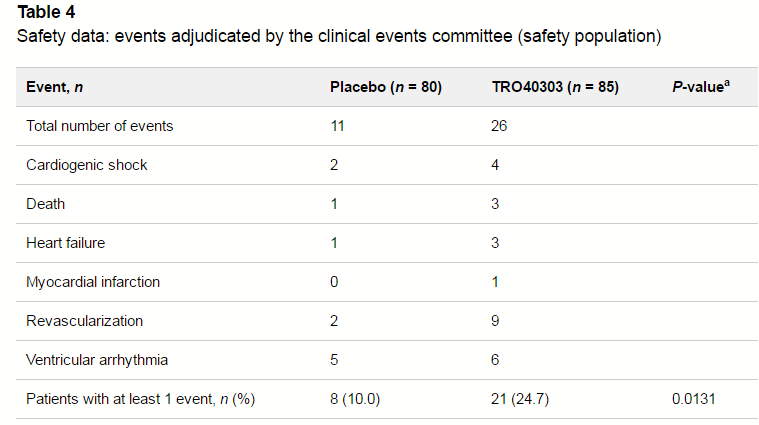 Table 4
Safety data: events adjudicated by the clinical events committee (safety population)
Event, n Placebo (n = 80) TRO40303 (n = 85) P-valueᵃ
Total number of events 11 26
Cardiogenic shock 2 4
Death 1 3
Heart failure 1 3
Myocardial infarction 0 1
Revascularization 2 9
Ventricular arrhythmia 5 6
Patients with at least 1 event, n (%) 8 (10.0) 21 (24.7) 0.0131